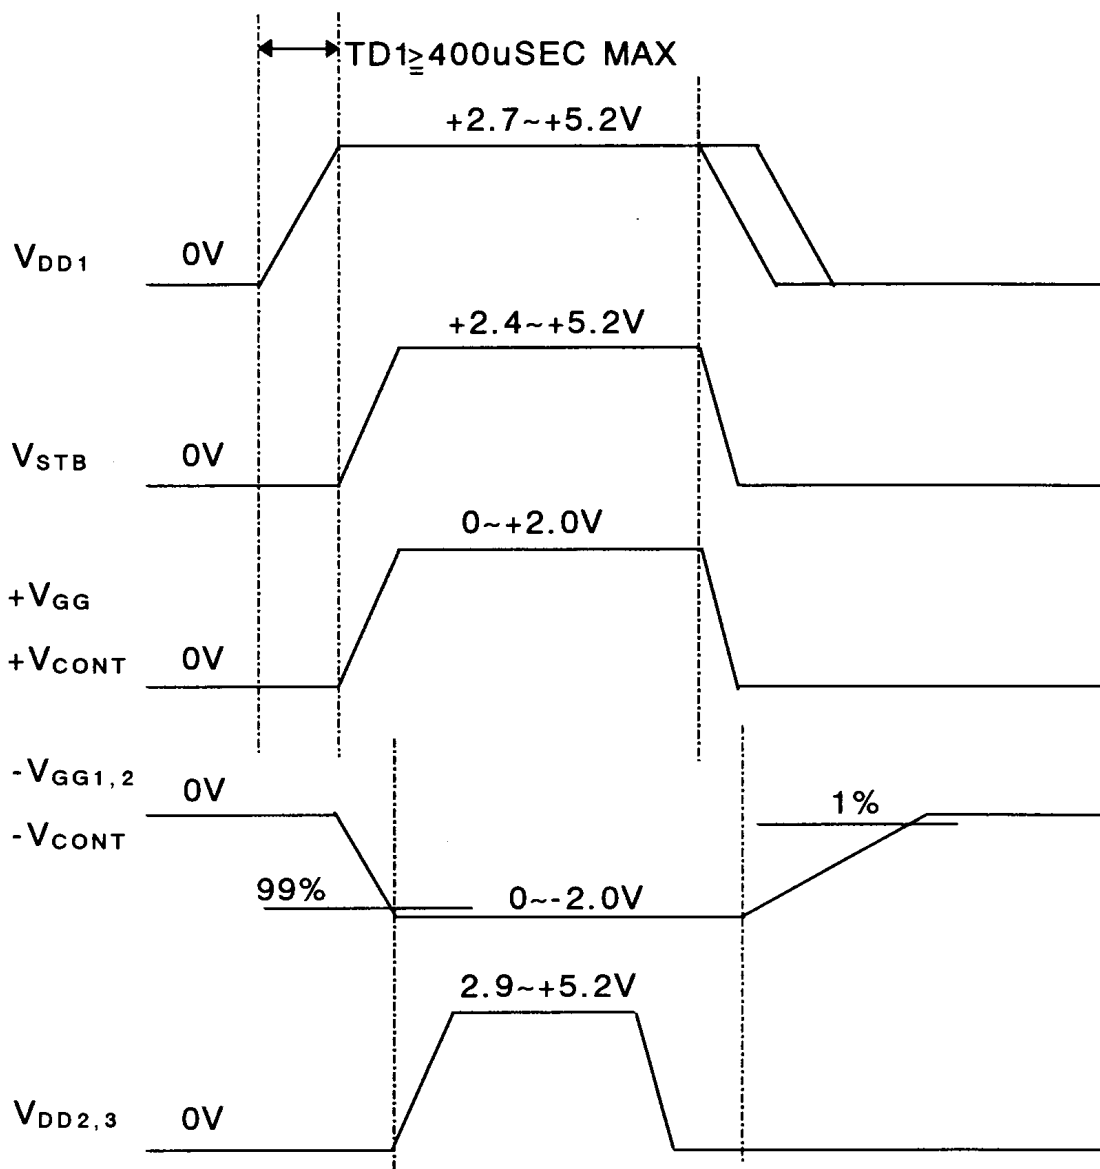 TD1≧400uSEC MAX
+2.7~+5.2V
VDD1 0V
+2.4~+5.2V
VSTB 0V
0~+2.0V
+VGG
+VCONT 0V
-VGG1,2 0V
1%
-VCONT
99% 0~-2.0V
2.9~+5.2V
VDD2,3 0V